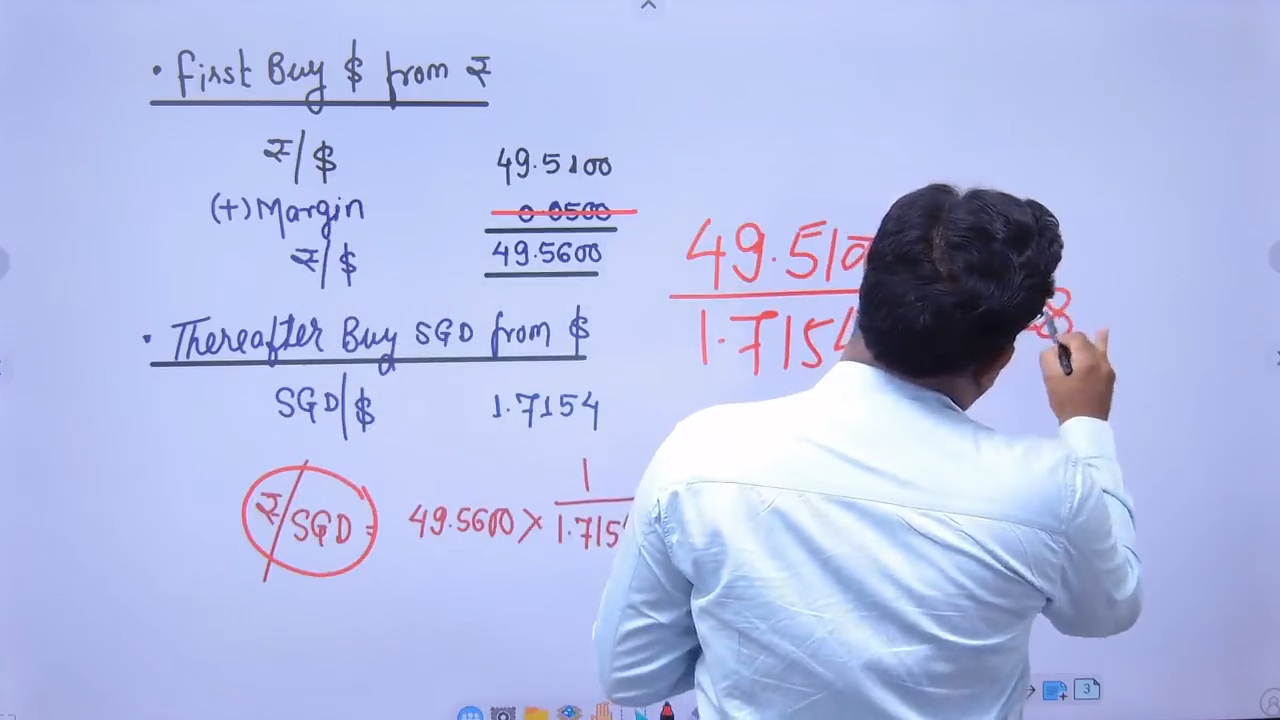 • First Buy $ from ₹
₹/$ 49.5100
(+) Margin 0.0500
₹/$ 49.5600
• Thereafter Buy SGD from $
SGD/$ 1.7154
₹/SGD = 49.5600 × 1
1.715
49.510
1.7154
3